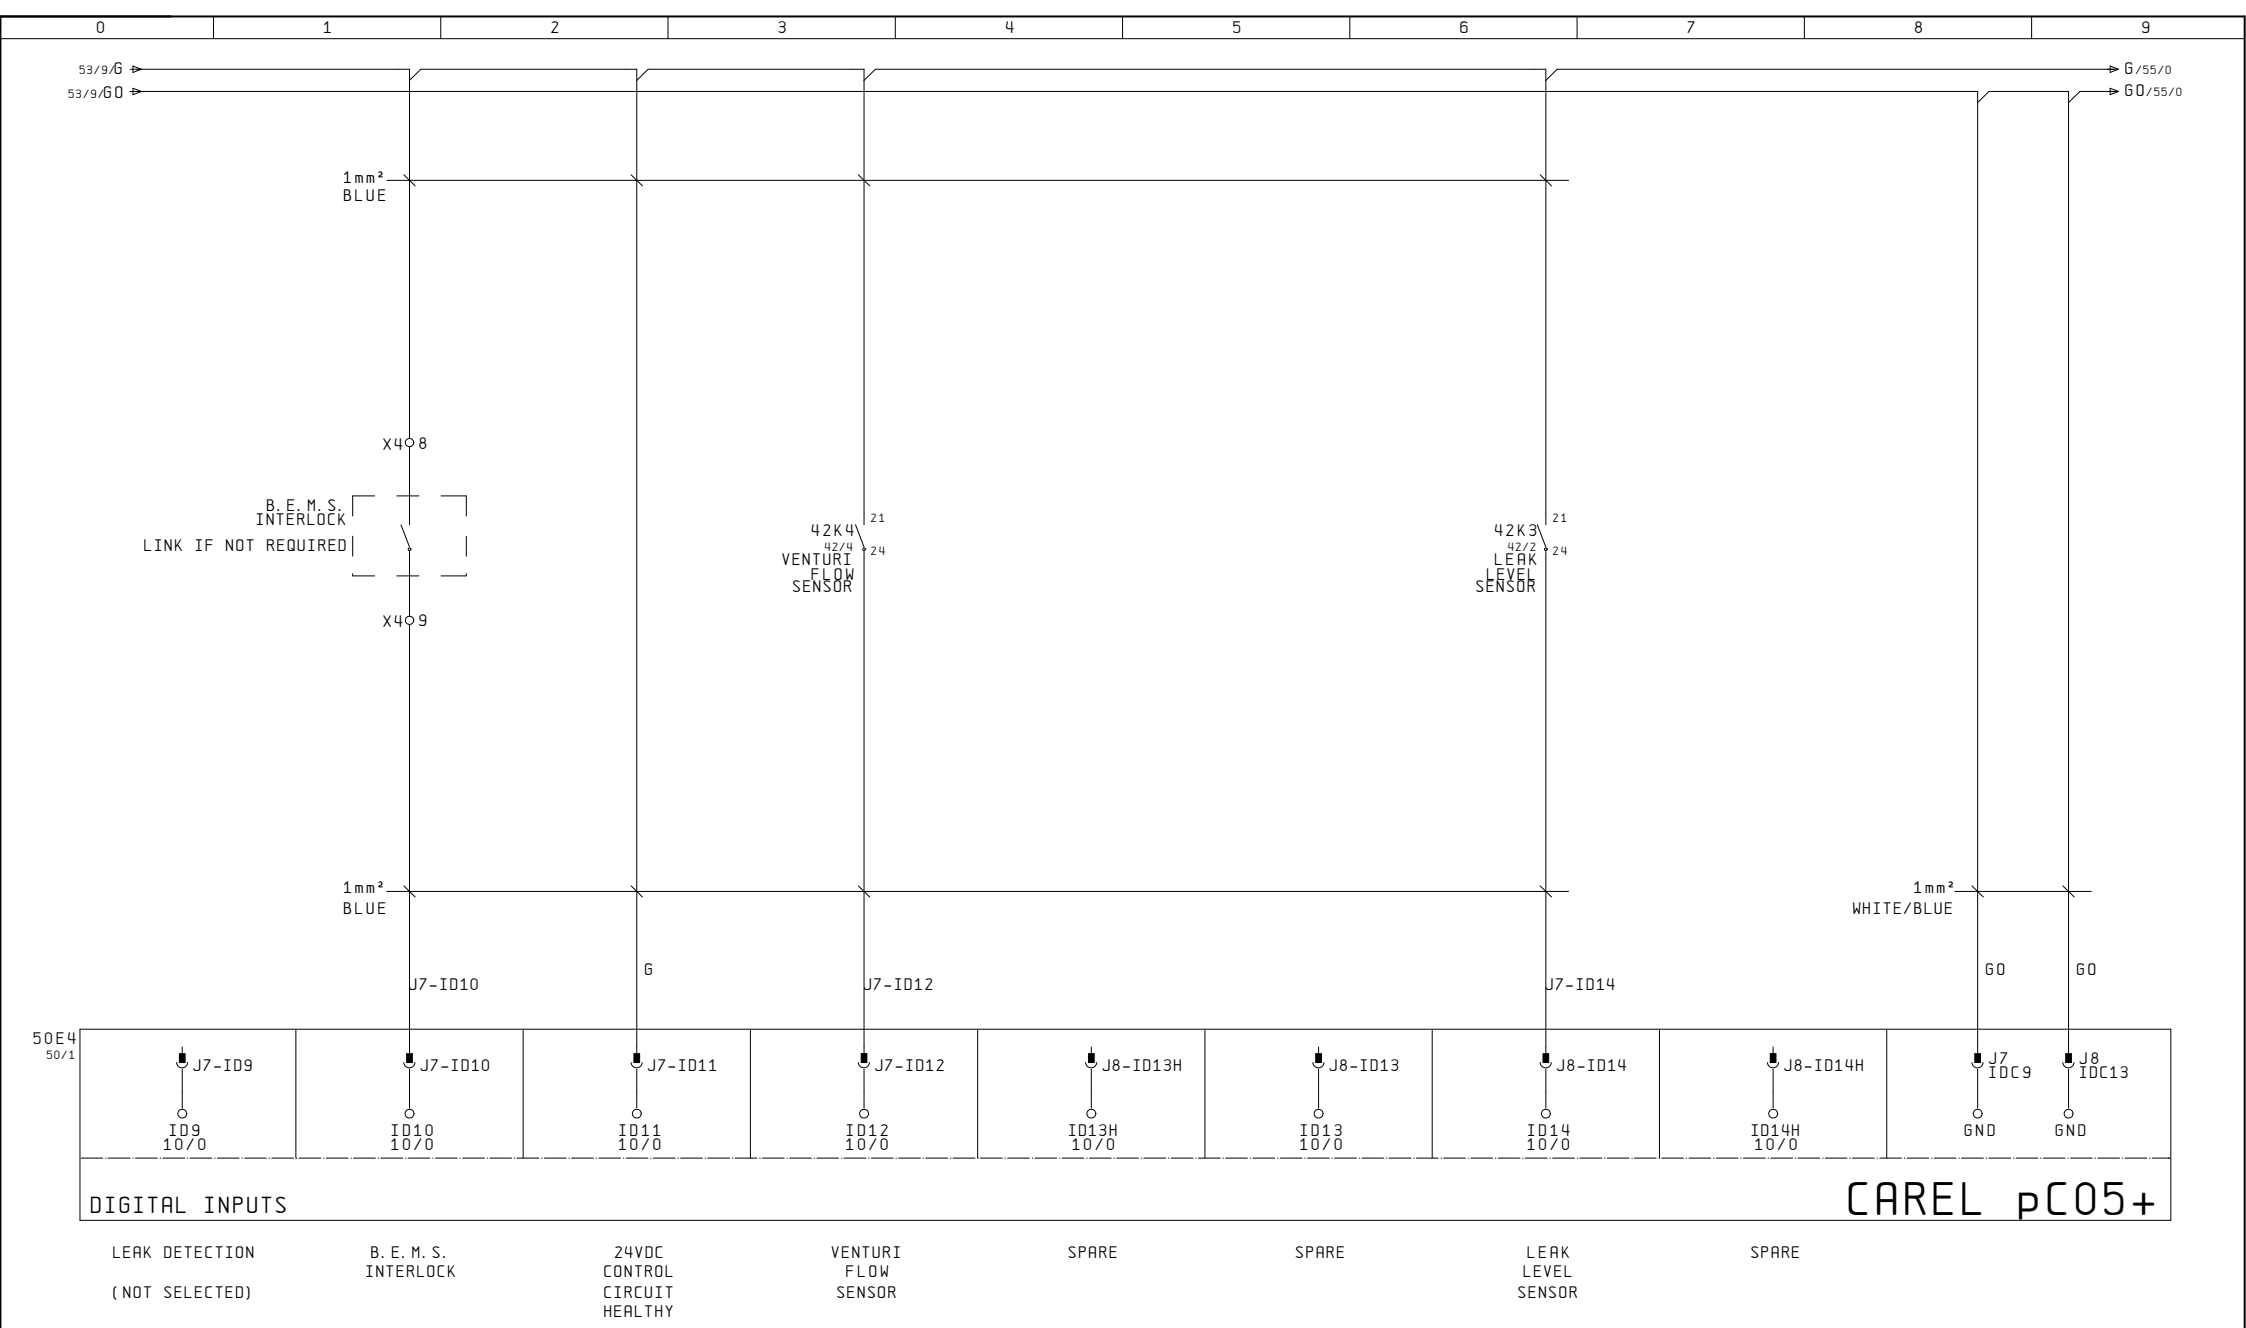 0 1 2 3 4 5 6 7 8 9
53/9/G
G/55/0
53/9/G0
G0/55/0
1mm²
BLUE
X4 8
B.E.M.S.
INTERLOCK
LINK IF NOT REQUIRED
X4 9
21
42K4
42/4
24
VENTURI
FLOW
SENSOR
21
42K3
42/2
24
LEAK
LEVEL
SENSOR
1mm²
BLUE
1mm²
WHITE/BLUE
J7-ID10
G
J7-ID12
J7-ID14
G0
G0
50E4
50/1
J7-ID9
J7-ID10
J7-ID11
J7-ID12
J8-ID13H
J8-ID13
J8-ID14
J8-ID14H
J7
IDC9
J8
IDC13
ID9
10/0
ID10
10/0
ID11
10/0
ID12
10/0
ID13H
10/0
ID13
10/0
ID14
10/0
ID14H
10/0
GND
GND
DIGITAL INPUTS
CAREL pCO5+
LEAK DETECTION
(NOT SELECTED)
B.E.M.S.
INTERLOCK
24VDC
CONTROL
CIRCUIT
HEALTHY
VENTURI
FLOW
SENSOR
SPARE
SPARE
LEAK
LEVEL
SENSOR
SPARE